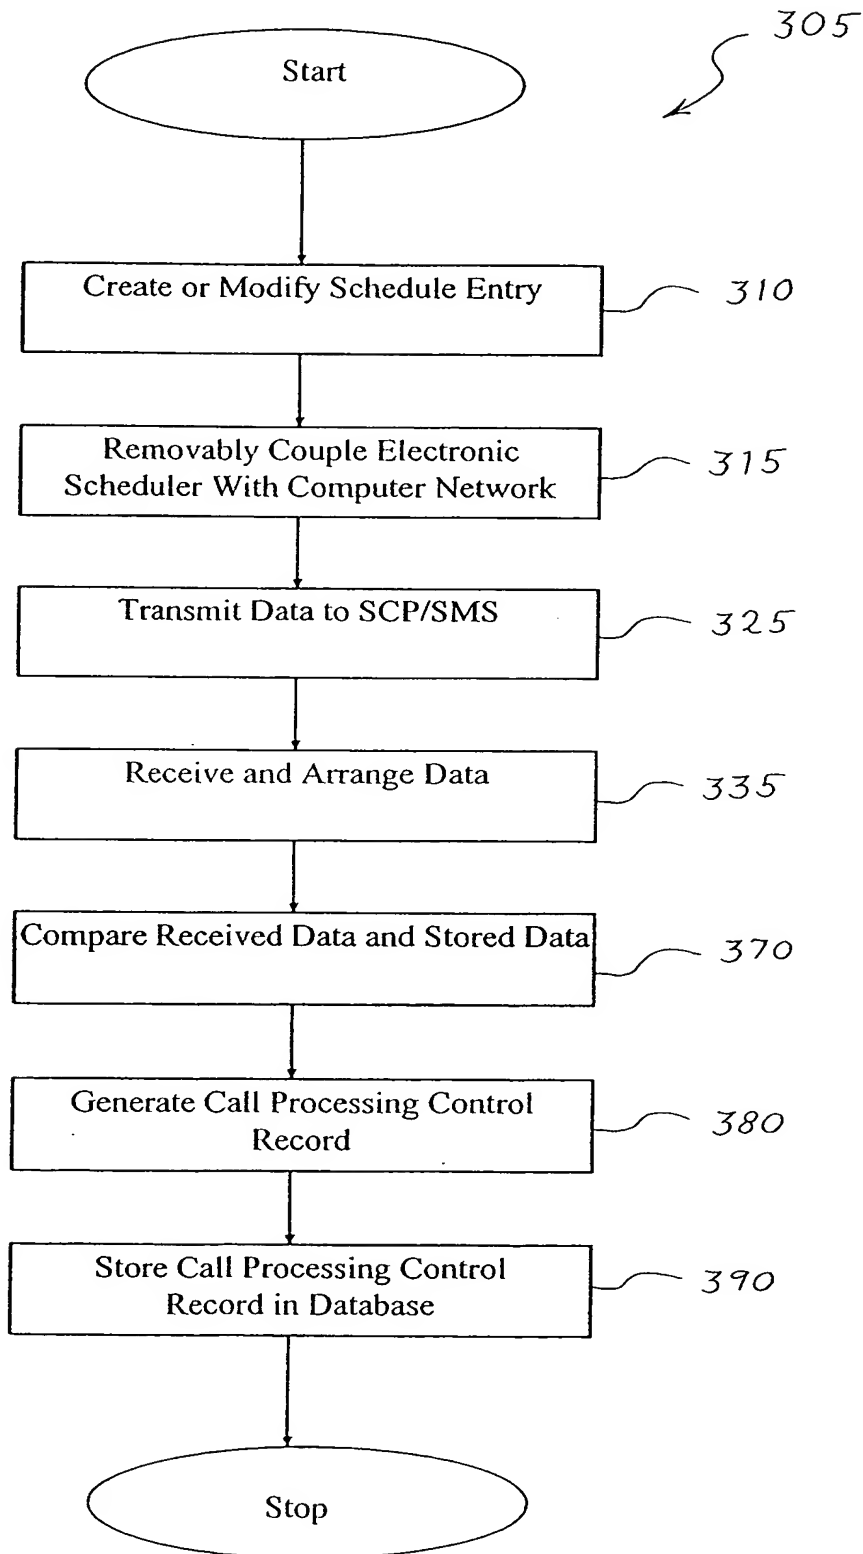 305
Start
Create or Modify Schedule Entry
310
Removably Couple Electronic
Scheduler With Computer Network
315
Transmit Data to SCP/SMS
325
Receive and Arrange Data
335
Compare Received Data and Stored Data
370
Generate Call Processing Control
Record
380
Store Call Processing Control
Record in Database
390
Stop